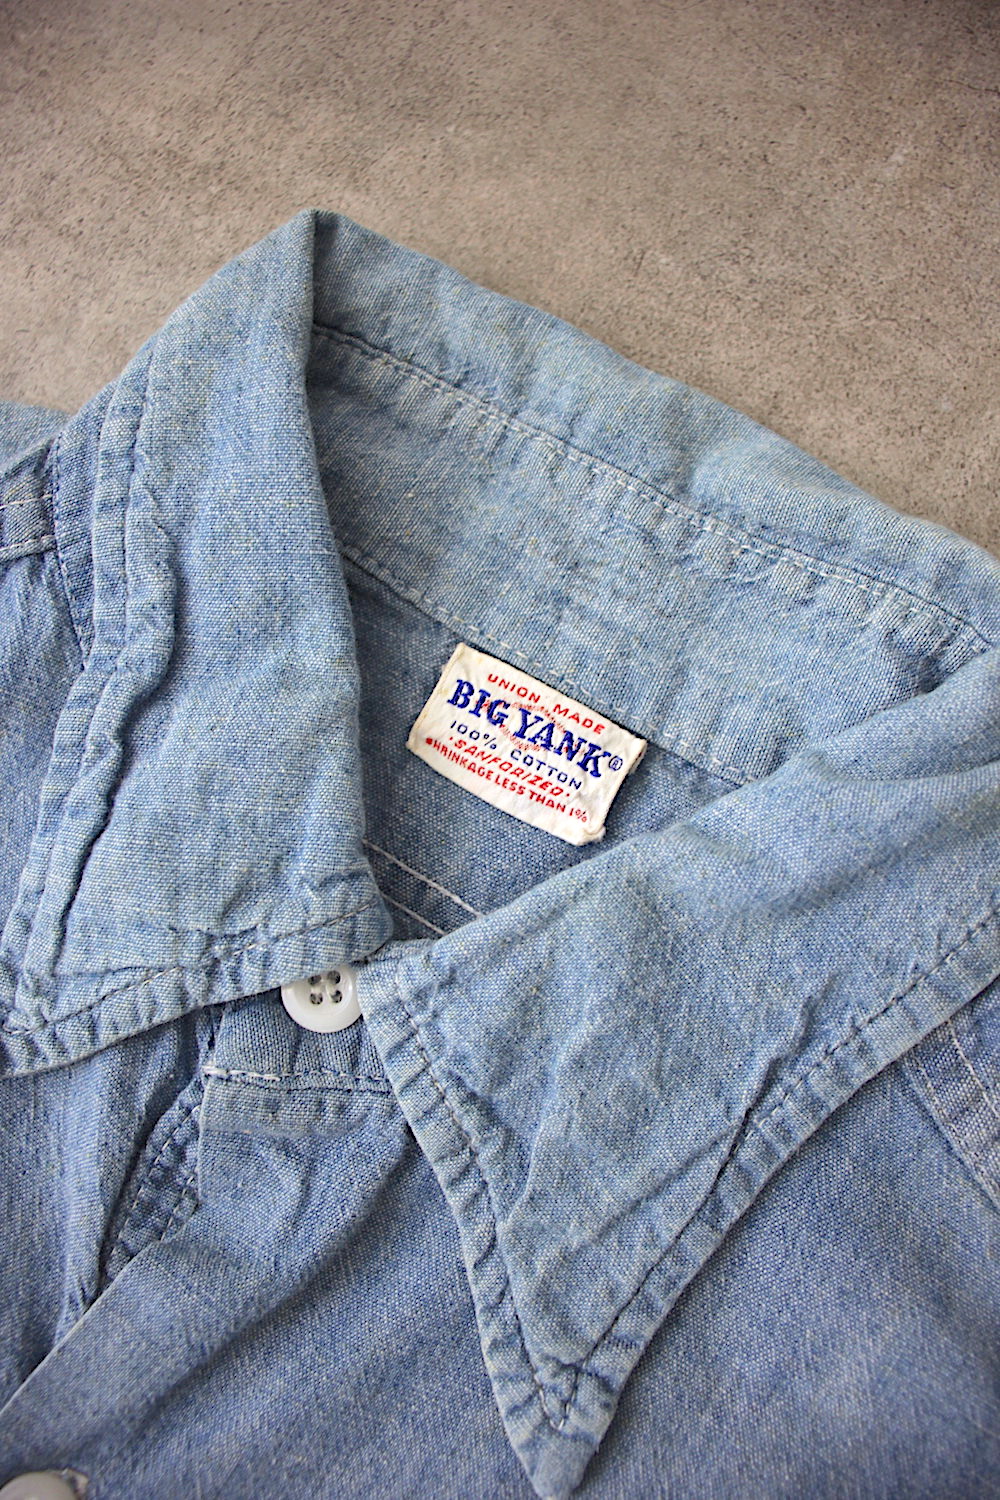 UNION MADE
BIG YANK®
100% COTTON
·SANFORIZED·
SHRINKAGE LESS THAN 1%